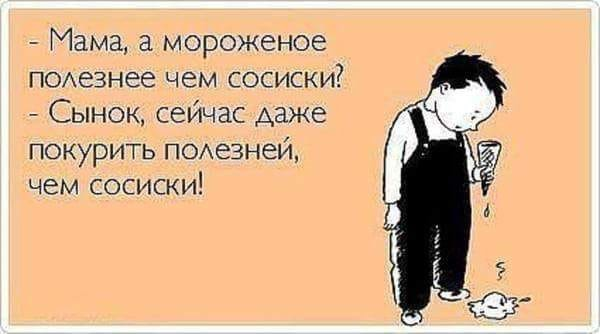 - Мама, а мороженое
полезнее чем сосиски?
- Сынок, сейчас даже
покурить полезней,
чем сосиски!